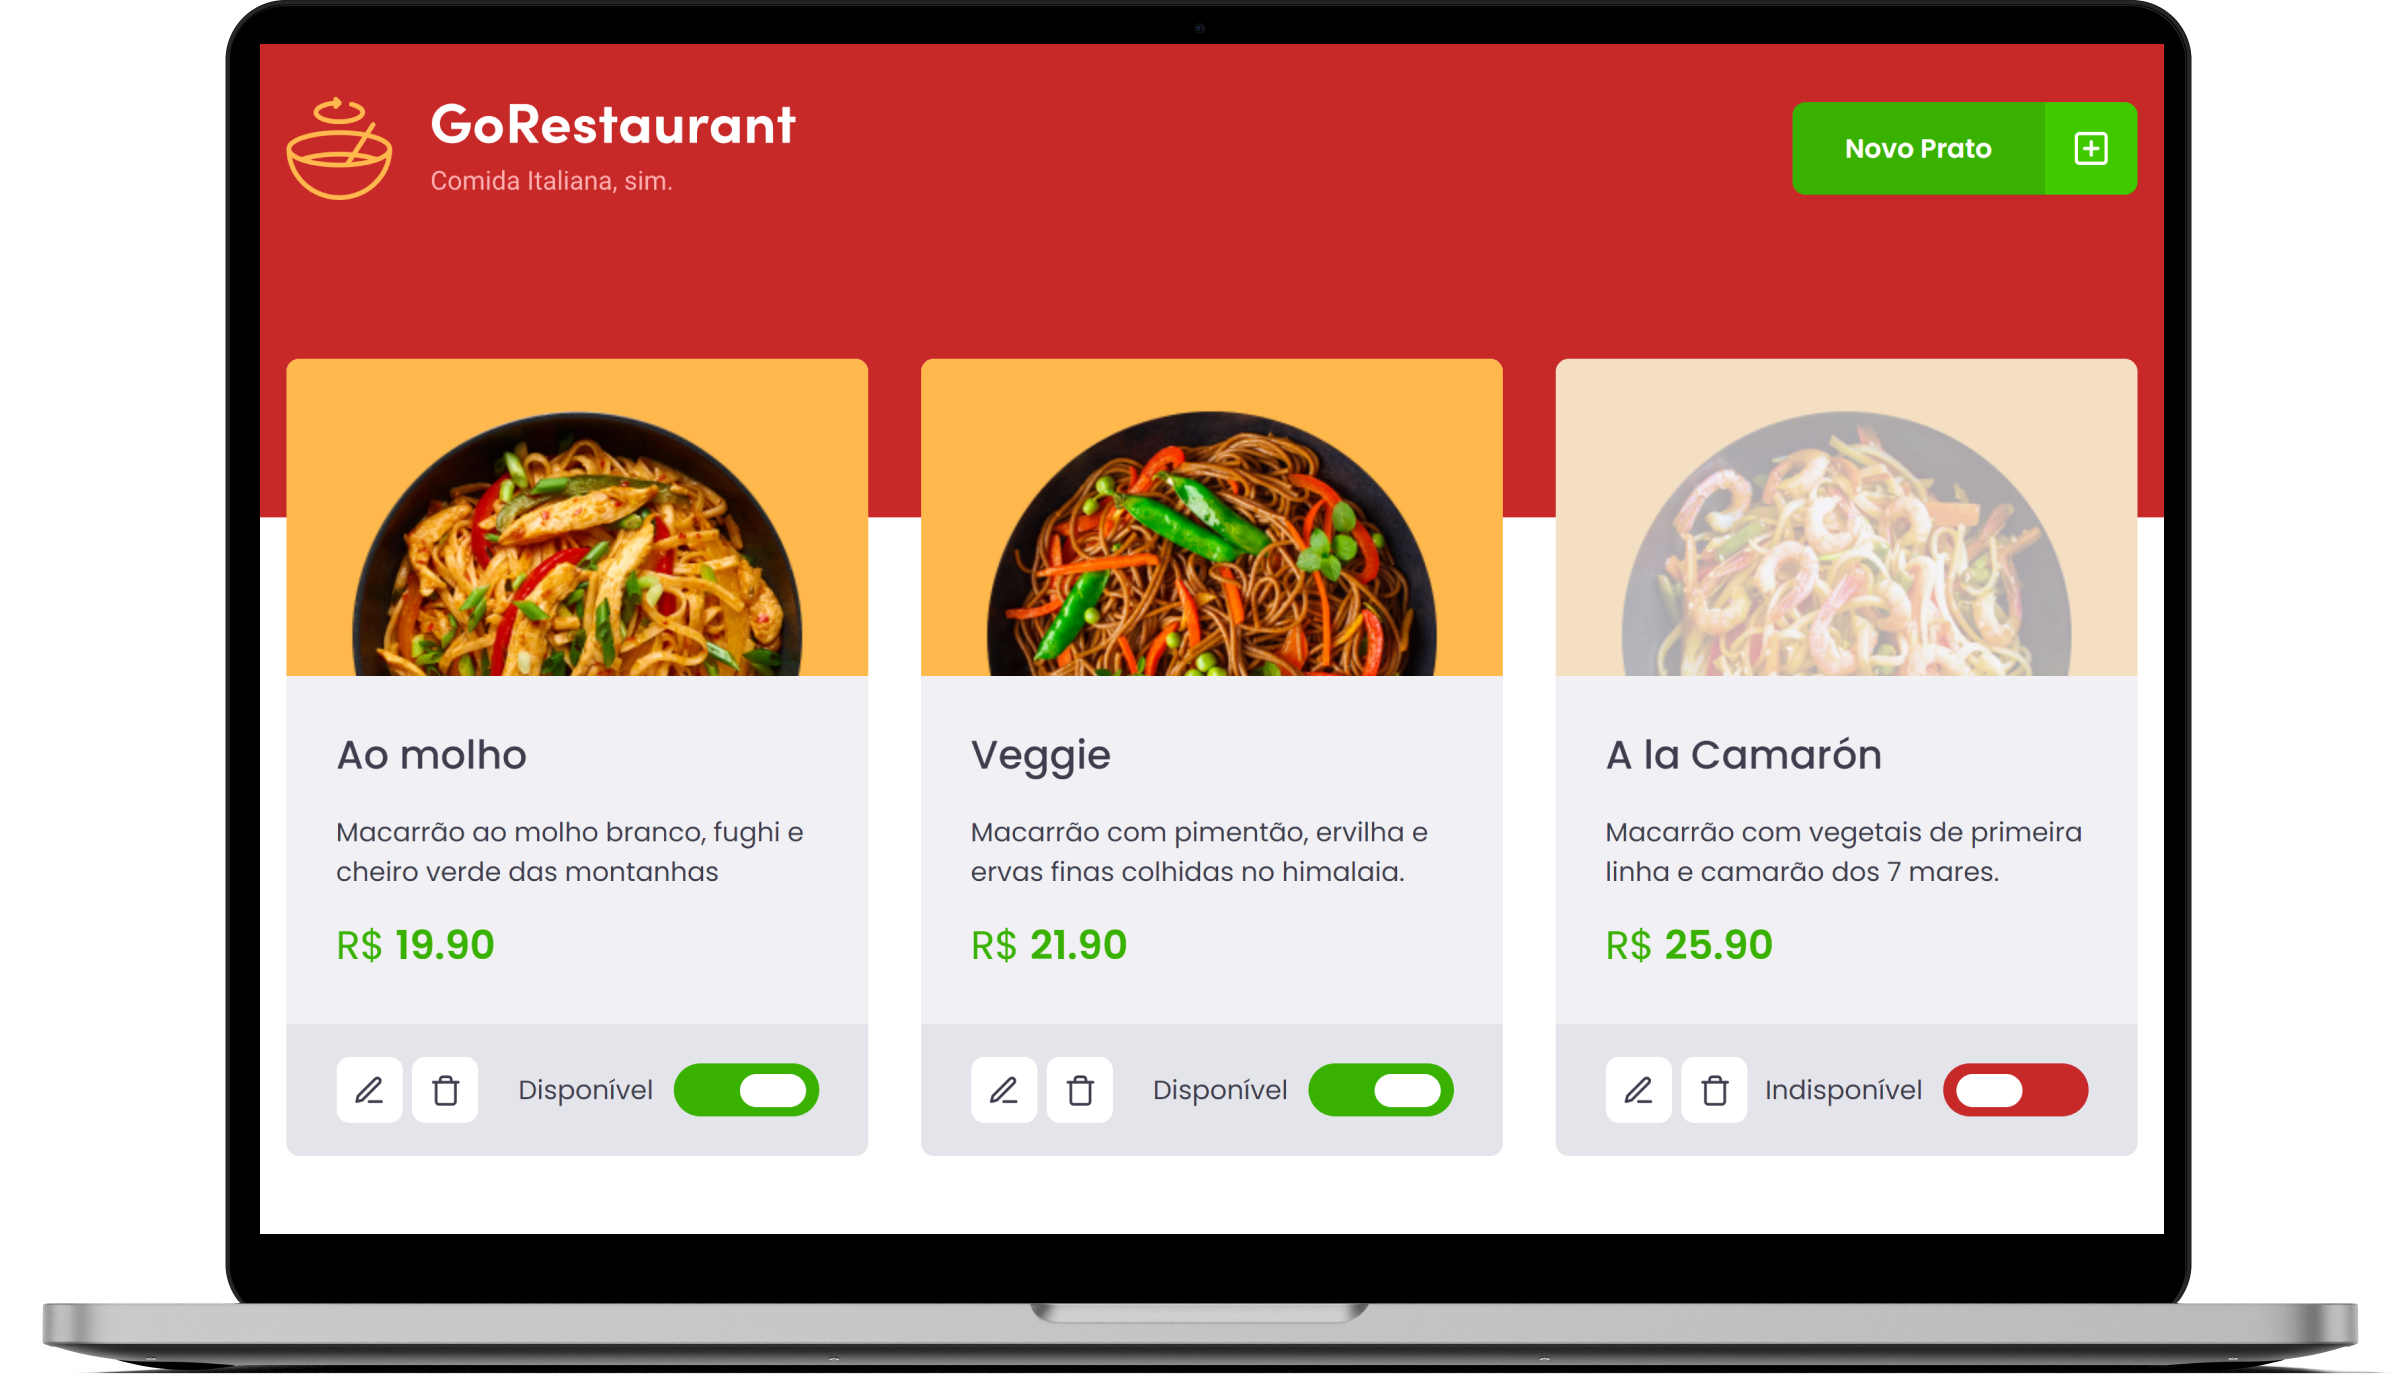 GoRestaurant
Comida Italiana, sim.
Novo Prato
Ao molho
Macarrão ao molho branco, fughi e
cheiro verde das montanhas
R$ 19.90
Disponível
Veggie
Macarrão com pimentão, ervilha e
ervas finas colhidas no himalaia.
R$ 21.90
Disponível
A la Camarón
Macarrão com vegetais de primeira
linha e camarão dos 7 mares.
R$ 25.90
Indisponível